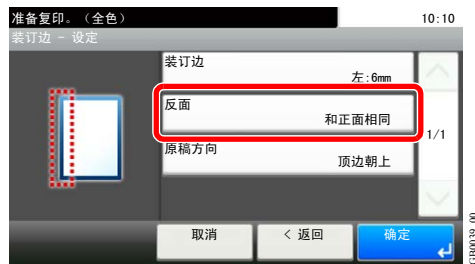 准备复印。（全色）
10:10
装订边 - 设定
装订边
左:6mm
反面
和正面相同
1/1
原稿方向
顶边朝上
取消
< 返回
确定